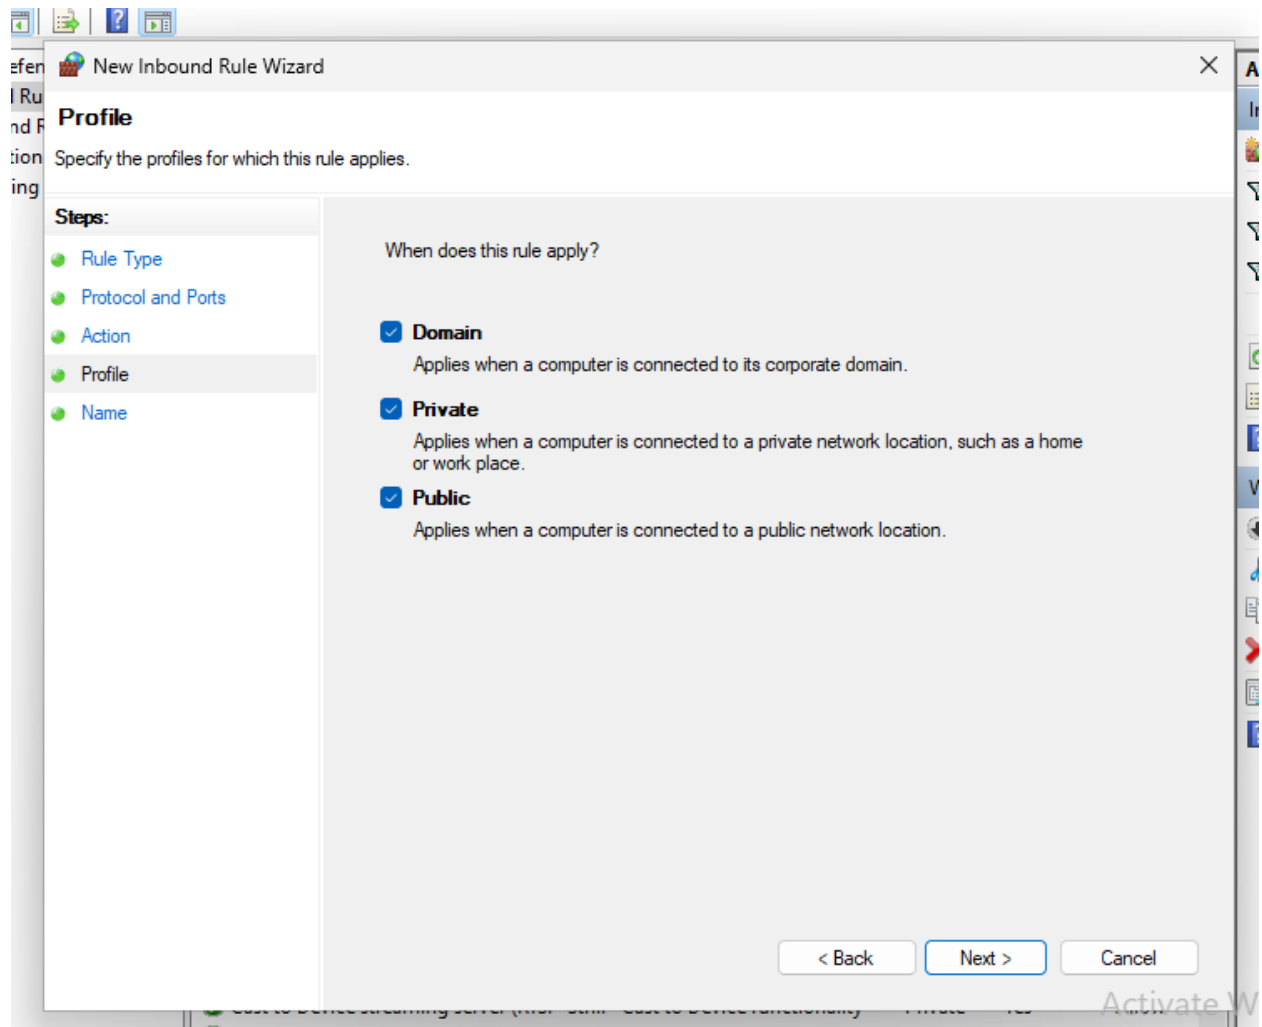 New Inbound Rule Wizard
Profile
Specify the profiles for which this rule applies.
Steps:
Rule Type
Protocol and Ports
Action
Profile
Name
When does this rule apply?
Domain
Applies when a computer is connected to its corporate domain.
Private
Applies when a computer is connected to a private network location, such as a home
or work place.
Public
Applies when a computer is connected to a public network location.
< Back
Next >
Cancel
Activate W